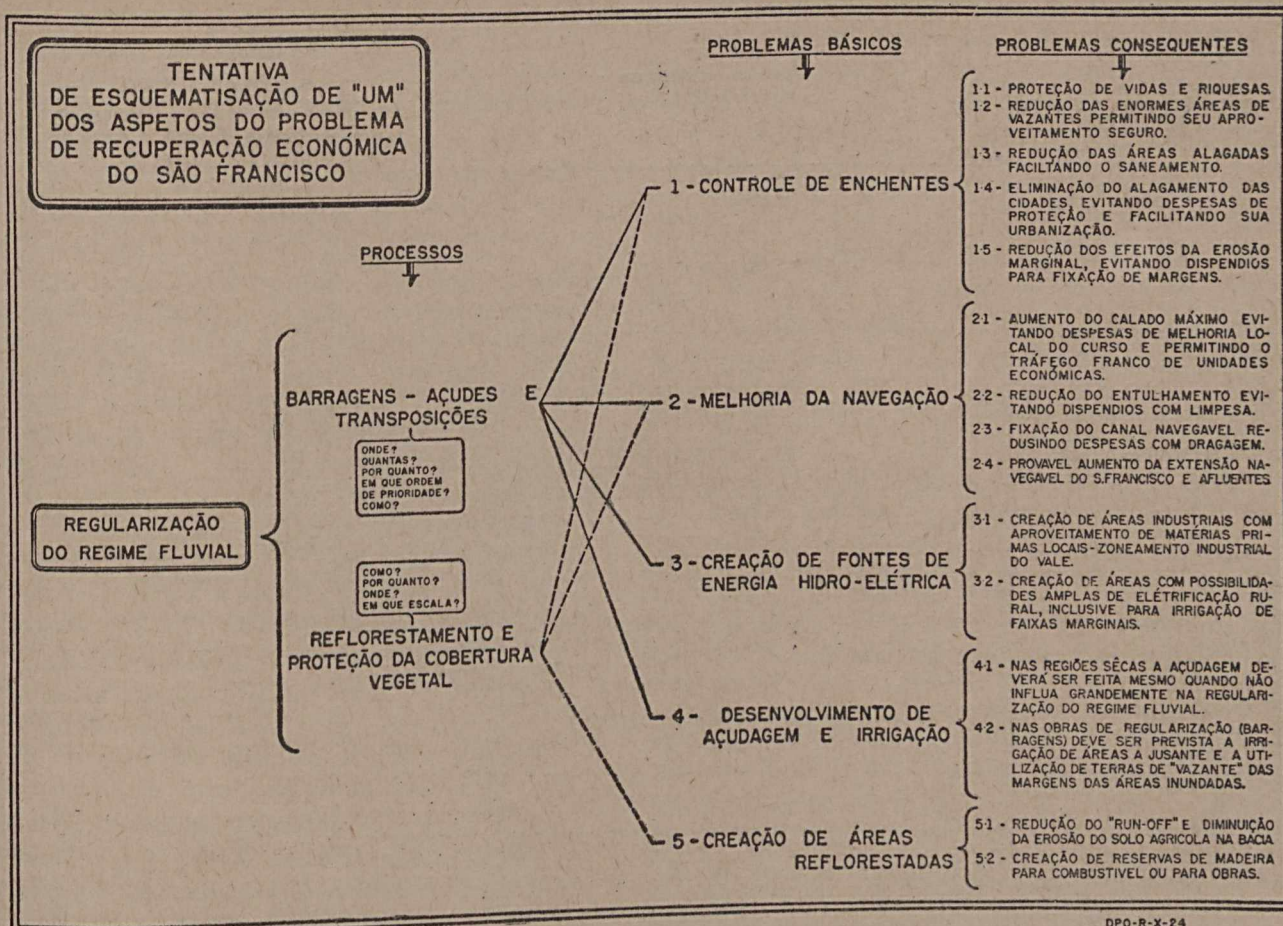 TENTATIVA
DE ESQUEMATISAÇÃO DE "UM"
DOS ASPETOS DO PROBLEMA
DE RECUPERAÇÃO ECONÓMICA
DO SÃO FRANCISCO
PROCESSOS
PROBLEMAS BÁSICOS
PROBLEMAS CONSEQUENTES
REGULARIZAÇÃO
DO REGIME FLUVIAL
BARRAGENS - AÇUDES E
TRANSPOSIÇÕES
ONDE?
QUANTAS?
POR QUANTO?
EM QUE ORDEM
DE PRIORIDADE?
COMO?
COMO?
POR QUANTO?
ONDE?
EM QUE ESCALA?
REFLORESTAMENTO E
PROTEÇÃO DA COBERTURA
VEGETAL
1 - CONTROLE DE ENCHENTES
1·1 - PROTEÇÃO DE VIDAS E RIQUESAS.
1·2 - REDUÇÃO DAS ENORMES ÁREAS DE
VAZANTES PERMITINDO SEU APRO-
VEITAMENTO SEGURO.
1·3 - REDUÇÃO DAS ÁREAS ALAGADAS
FACILTANDO O SANEAMENTO.
1·4 - ELIMINAÇÃO DO ALAGAMENTO DAS
CIDADES, EVITANDO DESPESAS DE
PROTEÇÃO E FACILITANDO SUA
URBANIZAÇÃO.
1·5 - REDUÇÃO DOS EFEITOS DA EROSÃO
MARGINAL, EVITANDO DISPENDIOS
PARA FIXAÇÃO DE MARGENS.
2 - MELHORIA DA NAVEGAÇÃO
2·1 - AUMENTO DO CALADO MÁXIMO EVI-
TANDO DESPESAS DE MELHORIA LO-
CAL DO CURSO E PERMITINDO O
TRÁFEGO FRANCO DE UNIDADES
ECONÓMICAS.
2·2 - REDUÇÃO DO ENTULHAMENTO EVI-
TANDO DISPENDIOS COM LIMPESA.
2·3 - FIXAÇÃO DO CANAL NAVEGAVEL RE-
DUSINDO DESPESAS COM DRAGAGEM.
2·4 - PROVAVEL AUMENTO DA EXTENSÃO NA-
VEGAVEL DO S.FRANCISCO E AFLUENTES
3 - CREAÇÃO DE FONTES DE
ENERGIA HIDRO-ELÉTRICA
3·1 - CREAÇÃO DE ÁREAS INDUSTRIAIS COM
APROVEITAMENTO DE MATÉRIAS PRI-
MAS LOCAIS-ZONEAMENTO INDUSTRIAL
DO VALE.
3·2 - CREAÇÃO DE ÁREAS COM POSSIBILIDA-
DES AMPLAS DE ELÉTRIFICAÇÃO RU-
RAL, INCLUSIVE PARA IRRIGAÇÃO DE
FAIXAS MARGINAIS.
4 - DESENVOLVIMENTO DE
AÇUDAGEM E IRRIGAÇÃO
4·1 - NAS REGIÕES SÊCAS A AÇUDAGEM DE-
VERÁ SER FEITA MESMO QUANDO NÃO
INFLUA GRANDEMENTE NA REGULARI-
ZAÇÃO DO REGIME FLUVIAL.
4·2 - NAS OBRAS DE REGULARIZAÇÃO (BAR-
RAGENS) DEVE SER PREVISTA A IRRI-
GAÇÃO DE ÁREAS A JUSANTE E A UTI-
LIZAÇÃO DE TERRAS DE "VAZANTE" DAS
MARGENS DAS ÁREAS INUNDADAS.
5 - CREAÇÃO DE ÁREAS
REFLORESTADAS
5·1 - REDUÇÃO DO "RUN-OFF" E DIMINUIÇÃO
DA EROSÃO DO SOLO AGRICOLA NA BACIA
5·2 - CREAÇÃO DE RESERVAS DE MADEIRA
PARA COMBUSTIVEL OU PARA OBRAS.
DPO-R-X-24